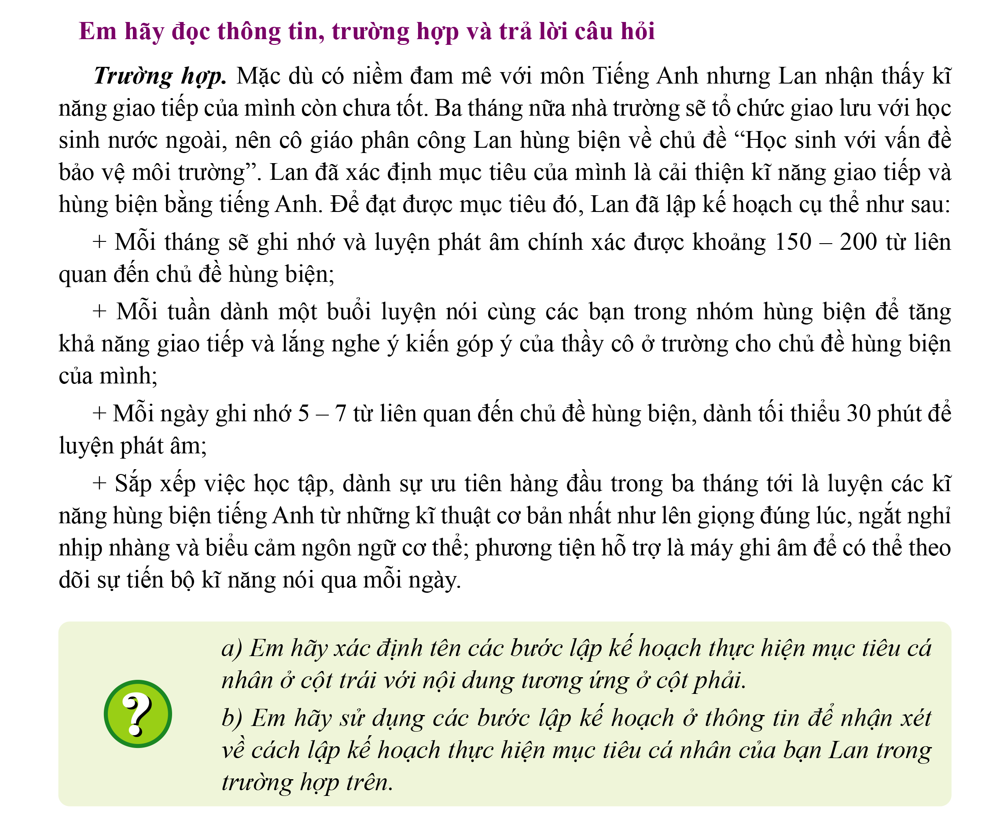 Em hãy đọc thông tin, trường hợp và trả lời câu hỏi
Trường hợp. Mặc dù có niềm đam mê với môn Tiếng Anh nhưng Lan nhận thấy kĩ
năng giao tiếp của mình còn chưa tốt. Ba tháng nữa nhà trường sẽ tổ chức giao lưu với học
sinh nước ngoài, nên cô giáo phân công Lan hùng biện về chủ đề “Học sinh với vấn đề
bảo vệ môi trường”. Lan đã xác định mục tiêu của mình là cải thiện kĩ năng giao tiếp và
hùng biện bằng tiếng Anh. Để đạt được mục tiêu đó, Lan đã lập kế hoạch cụ thể như sau:
+ Mỗi tháng sẽ ghi nhớ và luyện phát âm chính xác được khoảng 150 – 200 từ liên
quan đến chủ đề hùng biện;
+ Mỗi tuần dành một buổi luyện nói cùng các bạn trong nhóm hùng biện để tăng
khả năng giao tiếp và lắng nghe ý kiến góp ý của thầy cô ở trường cho chủ đề hùng biện
của mình;
+ Mỗi ngày ghi nhớ 5 – 7 từ liên quan đến chủ đề hùng biện, dành tối thiểu 30 phút để
luyện phát âm;
+ Sắp xếp việc học tập, dành sự ưu tiên hàng đầu trong ba tháng tới là luyện các kĩ
năng hùng biện tiếng Anh từ những kĩ thuật cơ bản nhất như lên giọng đúng lúc, ngắt nghỉ
nhịp nhàng và biểu cảm ngôn ngữ cơ thể; phương tiện hỗ trợ là máy ghi âm để có thể theo
dõi sự tiến bộ kĩ năng nói qua mỗi ngày.
?
a) Em hãy xác định tên các bước lập kế hoạch thực hiện mục tiêu cá
nhân ở cột trái với nội dung tương ứng ở cột phải.
b) Em hãy sử dụng các bước lập kế hoạch ở thông tin để nhận xét
về cách lập kế hoạch thực hiện mục tiêu cá nhân của bạn Lan trong
trường hợp trên.